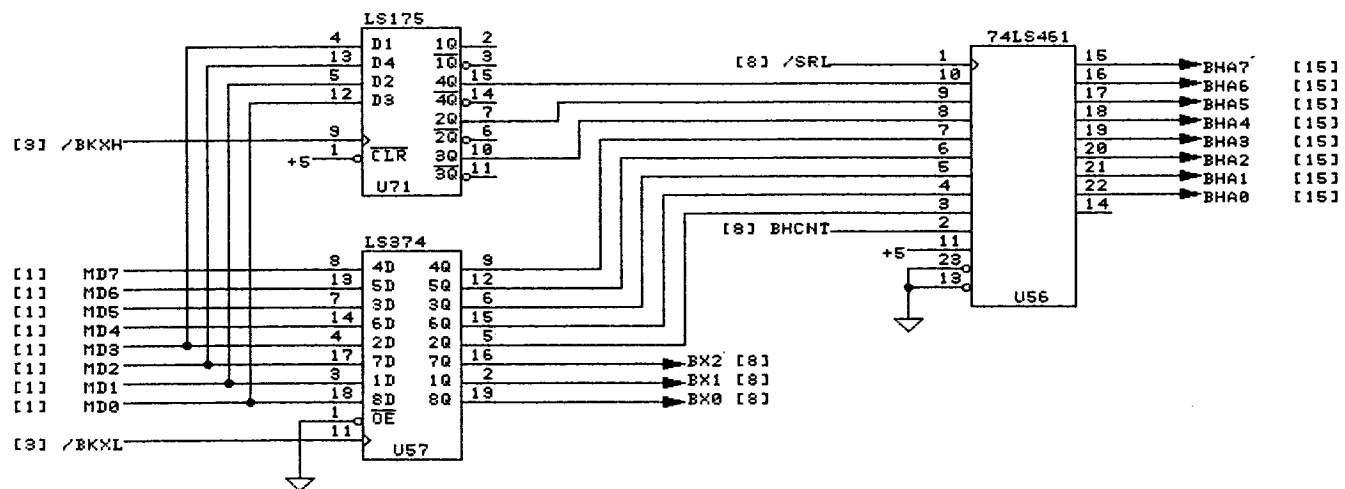 LS175
4 D1 1Q 2
13 D4 1Q 3
5 D2 4Q 15
12 D3 4Q 14
2Q 7
[3] /BKXH 9 2Q 6
+5 1 CLR 3Q 10
3Q 11
U71
74LS461
[8] /SRL 1 15 BHA7 [15]
10 16 BHA6 [15]
9 17 BHA5 [15]
8 18 BHA4 [15]
7 19 BHA3 [15]
6 20 BHA2 [15]
5 21 BHA1 [15]
4 22 BHA0 [15]
3 14
[8] BHCNT 2
+5 11
23
13
U56
LS374
[1] MD7 8 4D 4Q 9
[1] MD6 13 5D 5Q 12
[1] MD5 7 3D 3Q 6
[1] MD4 14 6D 6Q 15
[1] MD3 4 2D 2Q 5
[1] MD2 17 7D 7Q 16 BX2 [8]
[1] MD1 3 1D 1Q 2 BX1 [8]
[1] MD0 18 8D 8Q 19 BX0 [8]
1 OE
[3] /BKXL 11
U57